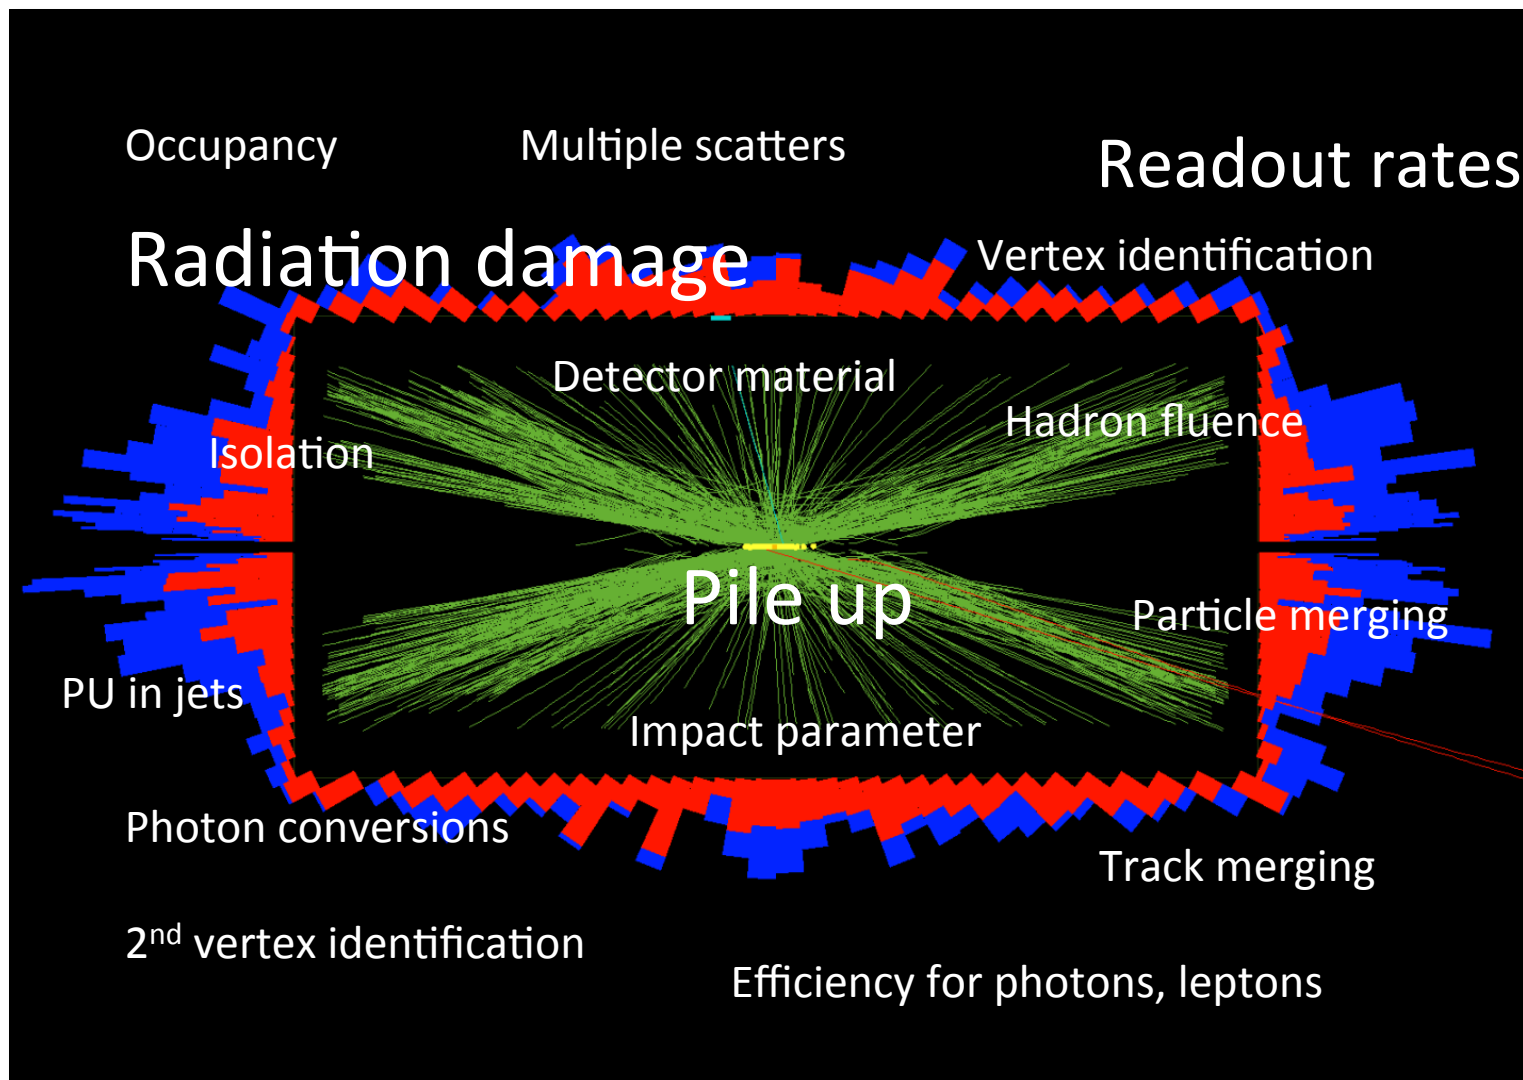 Occupancy
Multiple scatters
Readout rates
Radiation damage
Vertex identification
Detector material
Hadron fluence
Isolation
Pile up
Particle merging
PU in jets
Impact parameter
Photon conversions
Track merging
2nd vertex identification
Efficiency for photons, leptons